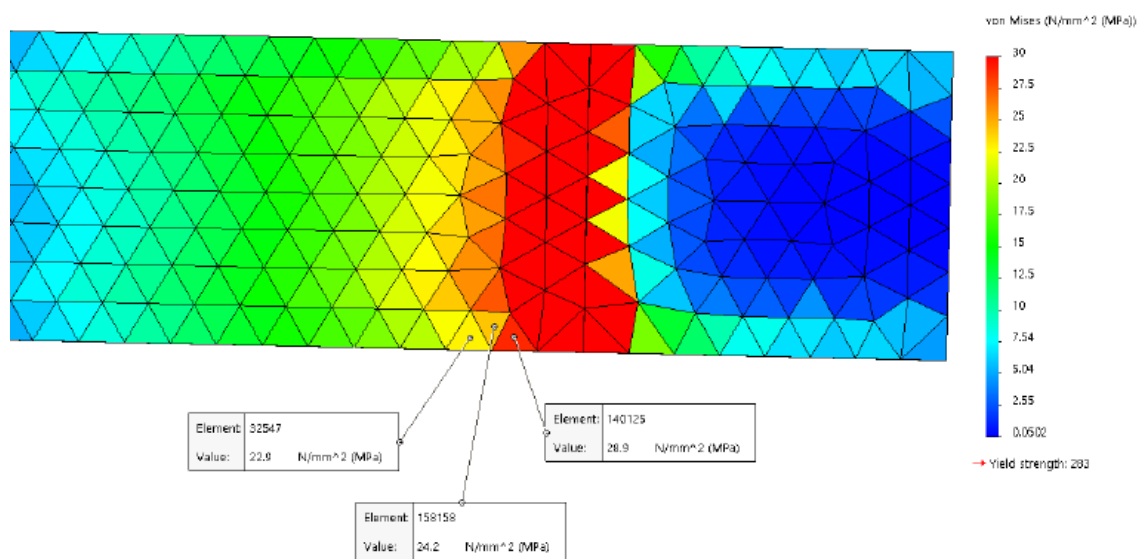 von Mises (N/mm^2 (MPa))
30
27.5
25
22.5
20
17.5
15
12.5
10
7.54
5.04
2.55
0.0502
Yield strength: 283
Element: 32547
Value: 22.9 N/mm^2 (MPa)
Element: 140125
Value: 28.9 N/mm^2 (MPa)
Element: 158158
Value: 24.2 N/mm^2 (MPa)